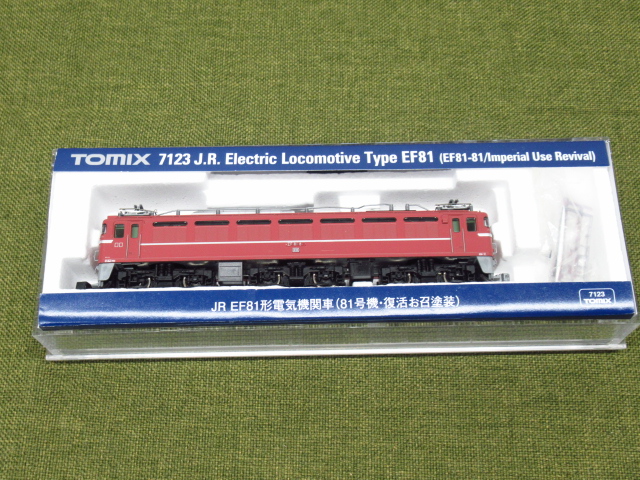 TOMIX 7123 J.R. Electric Locomotive Type EF81 (EF81-81/Imperial Use Revival)
JR EF81形電気機関車(81号機・復活お召塗装)
7123
TOMIX